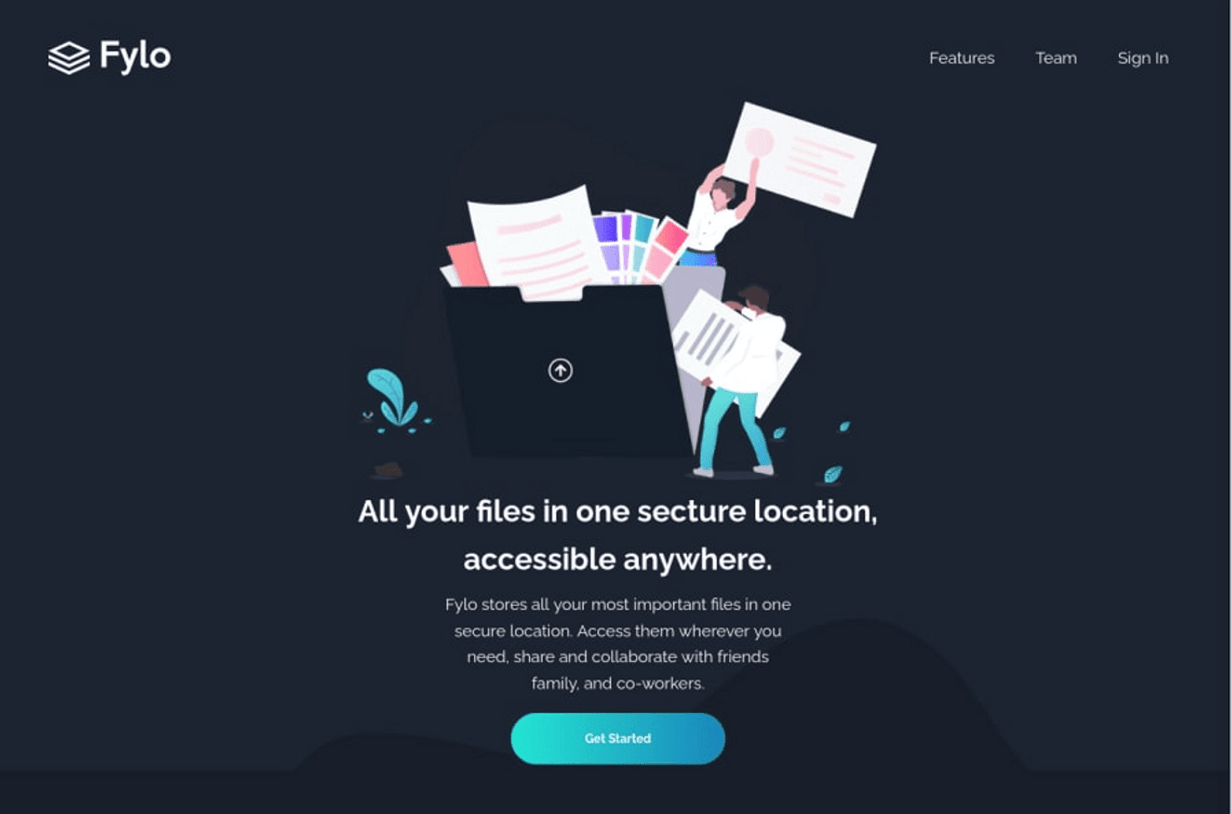 Fylo
Features
Team
Sign In
All your files in one secture location,
accessible anywhere.
Fylo stores all your most important files in one
secure location. Access them wherever you
need, share and collaborate with friends
family, and co-workers.
Get Started